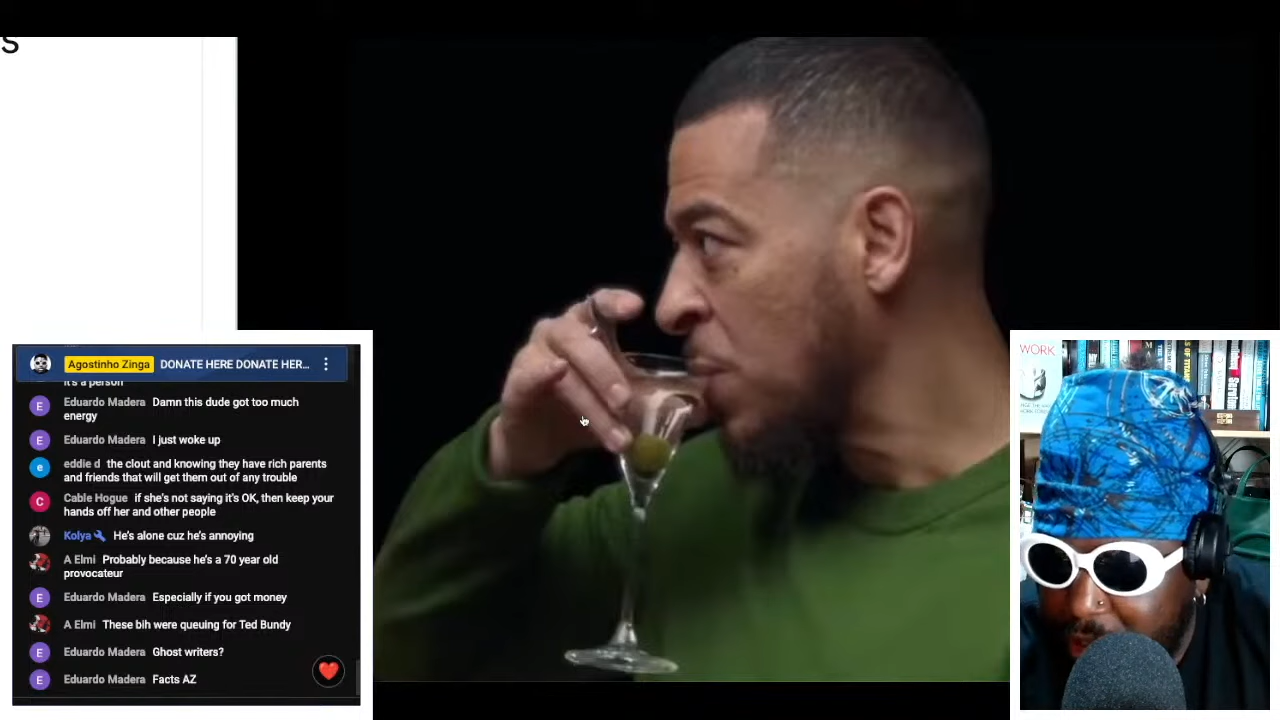 s
Agostinho Zinga DONATE HERE DONATE HER...
it's a person
Eduardo Madera Damn this dude got too much
energy
Eduardo Madera I just woke up
eddie d the clout and knowing they have rich parents
and friends that will get them out of any trouble
Cable Hogue if she's not saying it's OK, then keep your
hands off her and other people
Kolya He's alone cuz he's annoying
A Elmi Probably because he's a 70 year old
provocateur
Eduardo Madera Especially if you got money
A Elmi These bih were queuing for Ted Bundy
Eduardo Madera Ghost writers?
Eduardo Madera Facts AZ
E
E
e
C
E
E
E
WORK